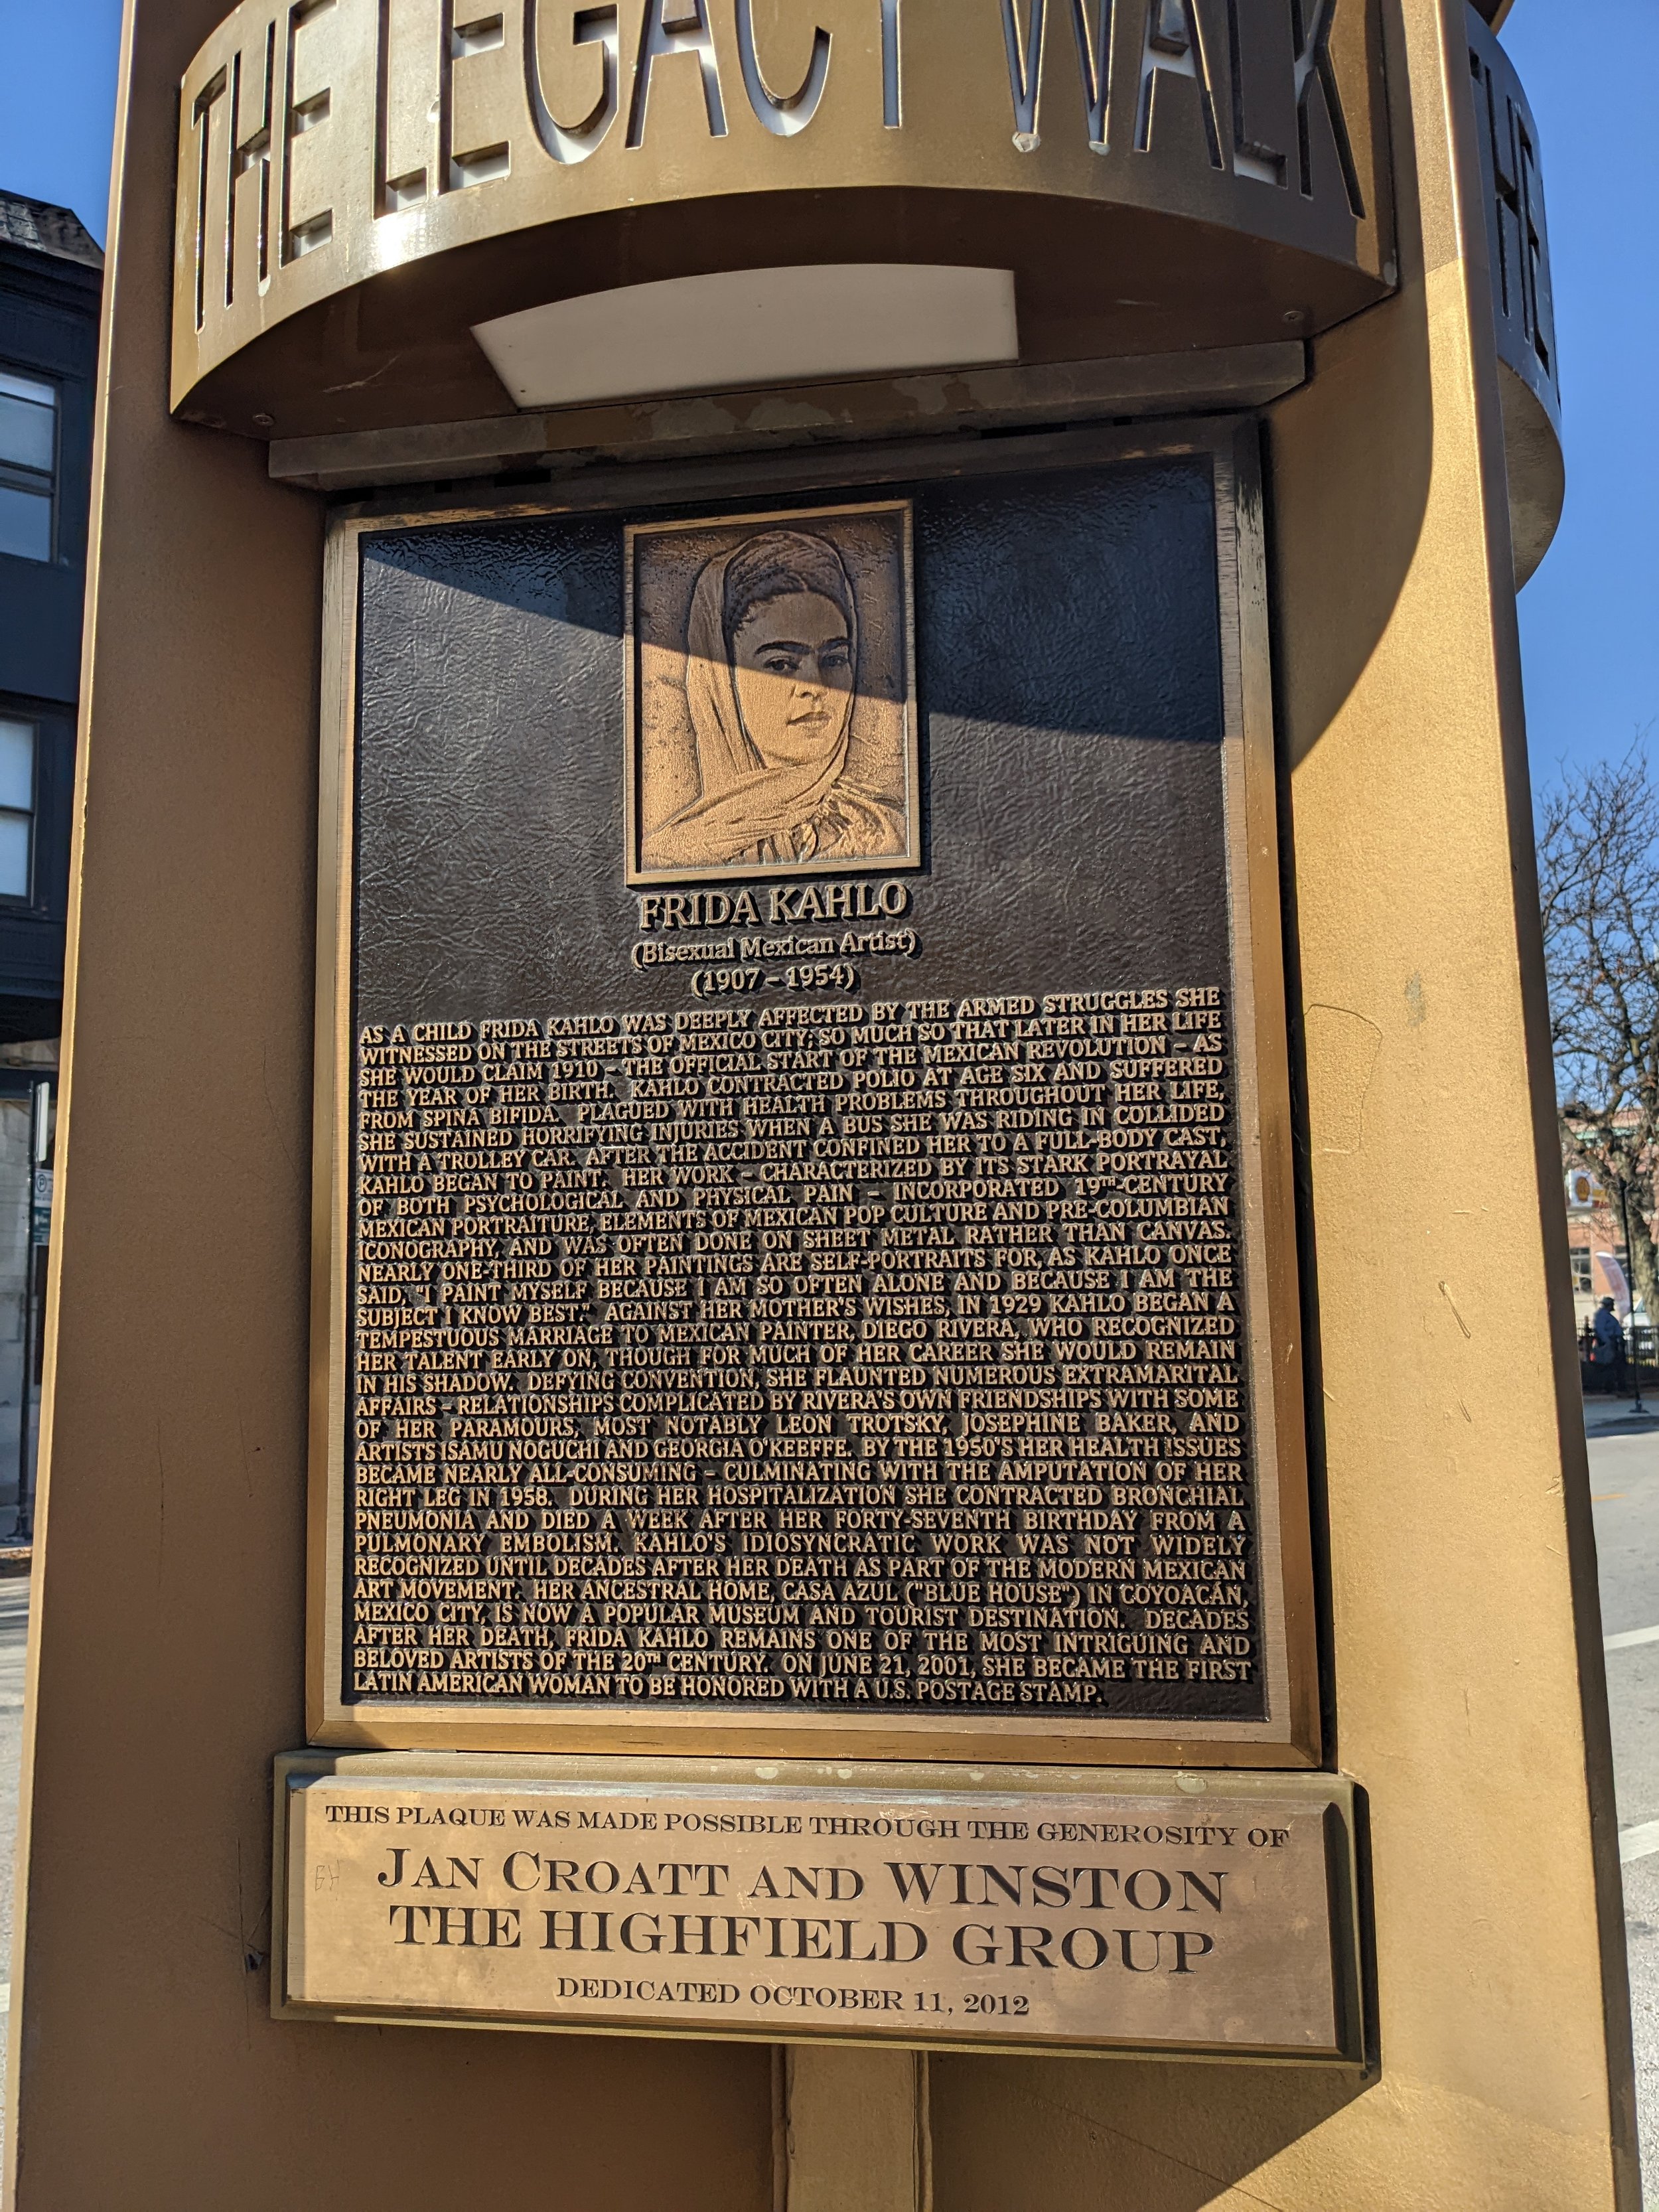 THE LEGACY WALK
THE
FRIDA KAHLO
(Bisexual Mexican Artist)
(1907 – 1954)
AS A CHILD FRIDA KAHLO WAS DEEPLY AFFECTED BY THE ARMED STRUGGLES SHE
WITNESSED ON THE STREETS OF MEXICO CITY; SO MUCH SO THAT LATER IN HER LIFE
SHE WOULD CLAIM 1910 – THE OFFICIAL START OF THE MEXICAN REVOLUTION – AS
THE YEAR OF HER BIRTH. KAHLO CONTRACTED POLIO AT AGE SIX AND SUFFERED
FROM SPINA BIFIDA. PLAGUED WITH HEALTH PROBLEMS THROUGHOUT HER LIFE,
SHE SUSTAINED HORRIFYING INJURIES WHEN A BUS SHE WAS RIDING IN COLLIDED
WITH A TROLLEY CAR. AFTER THE ACCIDENT CONFINED HER TO A FULL-BODY CAST,
KAHLO BEGAN TO PAINT. HER WORK – CHARACTERIZED BY ITS STARK PORTRAYAL
OF BOTH PSYCHOLOGICAL AND PHYSICAL PAIN – INCORPORATED 19TH-CENTURY
MEXICAN PORTRAITURE, ELEMENTS OF MEXICAN POP CULTURE AND PRE-COLUMBIAN
ICONOGRAPHY, AND WAS OFTEN DONE ON SHEET METAL RATHER THAN CANVAS.
NEARLY ONE-THIRD OF HER PAINTINGS ARE SELF-PORTRAITS FOR, AS KAHLO ONCE
SAID, "I PAINT MYSELF BECAUSE I AM SO OFTEN ALONE AND BECAUSE I AM THE
SUBJECT I KNOW BEST." AGAINST HER MOTHER'S WISHES, IN 1929 KAHLO BEGAN A
TEMPESTUOUS MARRIAGE TO MEXICAN PAINTER, DIEGO RIVERA, WHO RECOGNIZED
HER TALENT EARLY ON, THOUGH FOR MUCH OF HER CAREER SHE WOULD REMAIN
IN HIS SHADOW. DEFYING CONVENTION, SHE FLAUNTED NUMEROUS EXTRAMARITAL
AFFAIRS – RELATIONSHIPS COMPLICATED BY RIVERA'S OWN FRIENDSHIPS WITH SOME
OF HER PARAMOURS, MOST NOTABLY LEON TROTSKY, JOSEPHINE BAKER, AND
ARTISTS ISAMU NOGUCHI AND GEORGIA O'KEEFFE. BY THE 1950'S HER HEALTH ISSUES
BECAME NEARLY ALL-CONSUMING – CULMINATING WITH THE AMPUTATION OF HER
RIGHT LEG IN 1958. DURING HER HOSPITALIZATION SHE CONTRACTED BRONCHIAL
PNEUMONIA AND DIED A WEEK AFTER HER FORTY-SEVENTH BIRTHDAY FROM A
PULMONARY EMBOLISM. KAHLO'S IDIOSYNCRATIC WORK WAS NOT WIDELY
RECOGNIZED UNTIL DECADES AFTER HER DEATH AS PART OF THE MODERN MEXICAN
ART MOVEMENT. HER ANCESTRAL HOME, CASA AZUL ("BLUE HOUSE") IN COYOACÁN,
MEXICO CITY, IS NOW A POPULAR MUSEUM AND TOURIST DESTINATION. DECADES
AFTER HER DEATH, FRIDA KAHLO REMAINS ONE OF THE MOST INTRIGUING AND
BELOVED ARTISTS OF THE 20TH CENTURY. ON JUNE 21, 2001, SHE BECAME THE FIRST
LATIN AMERICAN WOMAN TO BE HONORED WITH A U.S. POSTAGE STAMP.
THIS PLAQUE WAS MADE POSSIBLE THROUGH THE GENEROSITY OF
JAN CROATT AND WINSTON
THE HIGHFIELD GROUP
DEDICATED OCTOBER 11, 2012